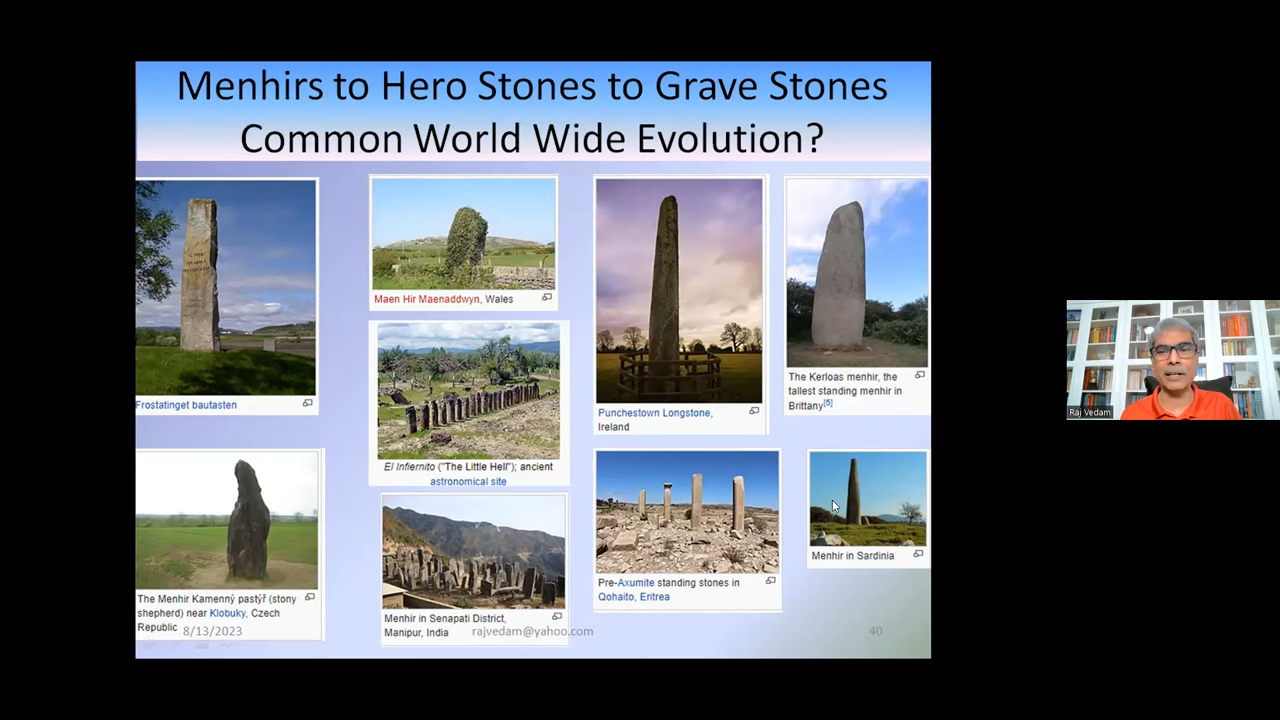 Menhirs to Hero Stones to Grave Stones
Common World Wide Evolution?
Frostatinget bautasten
Maen Hir Maenaddwyn, Wales
El Infiernito ("The Little Hell"); ancient
astronomical site
Punchestown Longstone,
Ireland
The Kerloas menhir, the
tallest standing menhir in
Brittany[5]
The Menhir Kamenný pastýř (stony
shepherd) near Klobuky, Czech
Republic
Menhir in Senapati District,
Manipur, India
Pre-Axumite standing stones in
Qohaito, Eritrea
Menhir in Sardinia
8/13/2023
rajvedam@yahoo.com
40
Raj Vedam